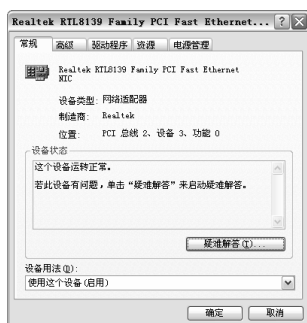 Realtek RTL8139 Family PCI Fast Ethernet...
常规 高级 驱动程序 资源 电源管理
Realtek RTL8139 Family PCI Fast Ethernet
NIC
设备类型: 网络适配器
制造商: Realtek
位置: PCI 总线 2、设备 3、功能 0
设备状态
这个设备运转正常。
若此设备有问题，单击“疑难解答”来启动疑难解答。
疑难解答(T)...
设备用法(D):
使用这个设备(启用)
确定 取消